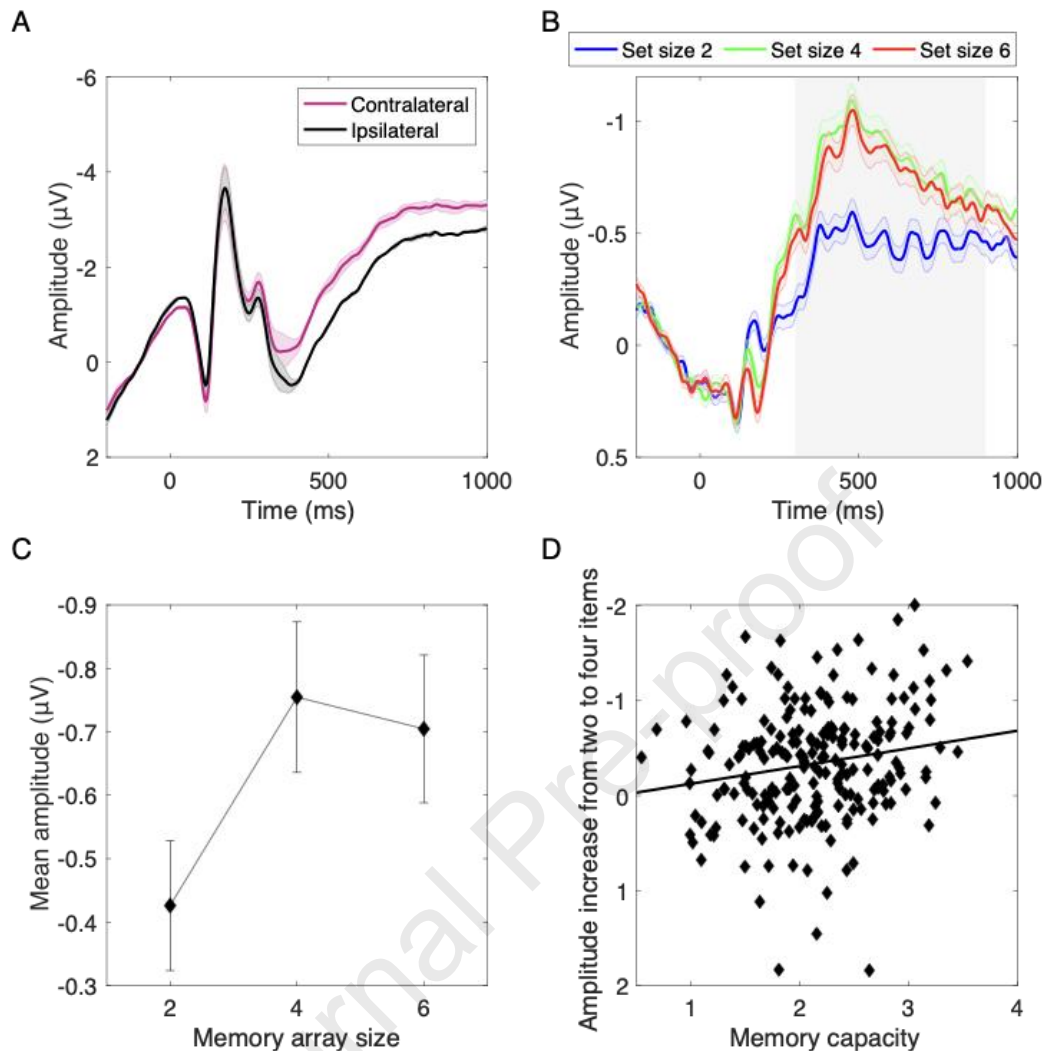 A
-6
-4
-2
0
2
Amplitude (µV)
Contralateral
Ipsilateral
0
500
1000
Time (ms)
B
Set size 2
Set size 4
Set size 6
-1
-0.5
0
0.5
Amplitude (µV)
0
500
1000
Time (ms)
C
-0.9
-0.8
-0.7
-0.6
-0.5
-0.4
-0.3
Mean amplitude (µV)
2
4
6
Memory array size
D
-2
-1
0
1
2
Amplitude increase from two to four items
1
2
3
4
Memory capacity
rnal Pre-proof